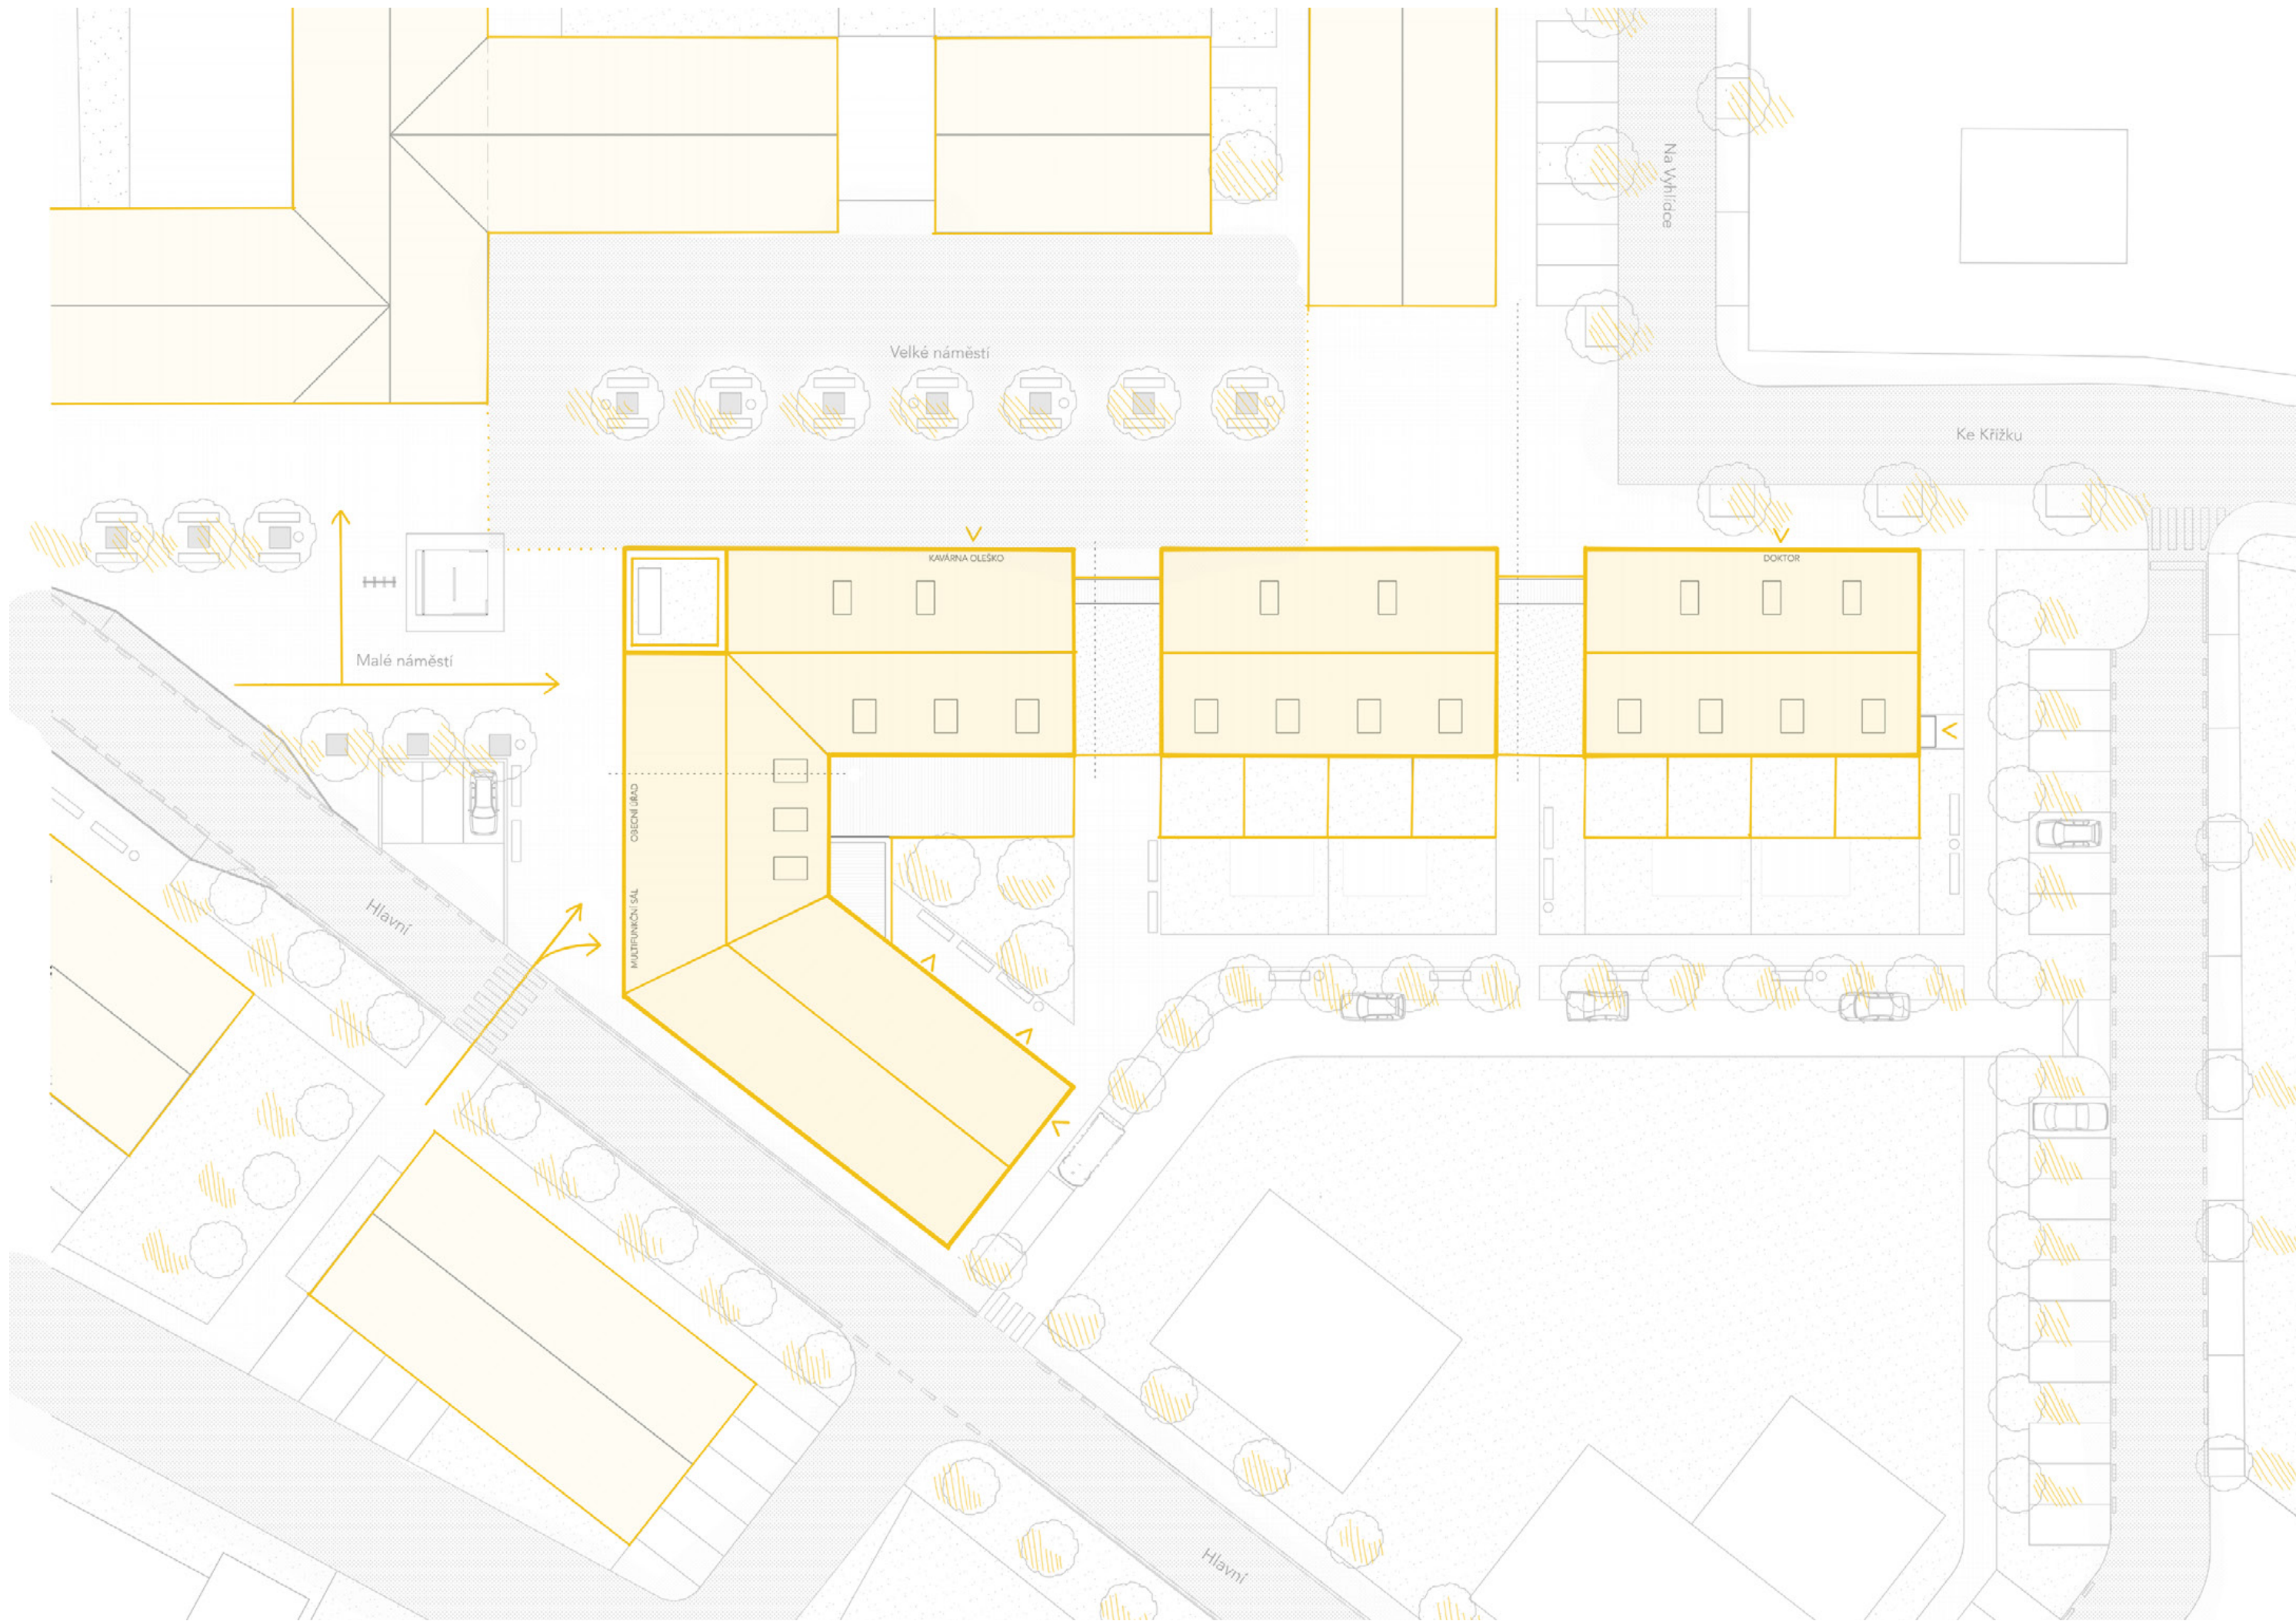 Na Vyhlídce
Velké náměstí
Ke Křížku
KAVÁRNA OLEŠKO
DOKTOR
Malé náměstí
OBECNÍ ÚŘAD
MULTIFUNKČNÍ SÁL
Hlavní
Hlavní